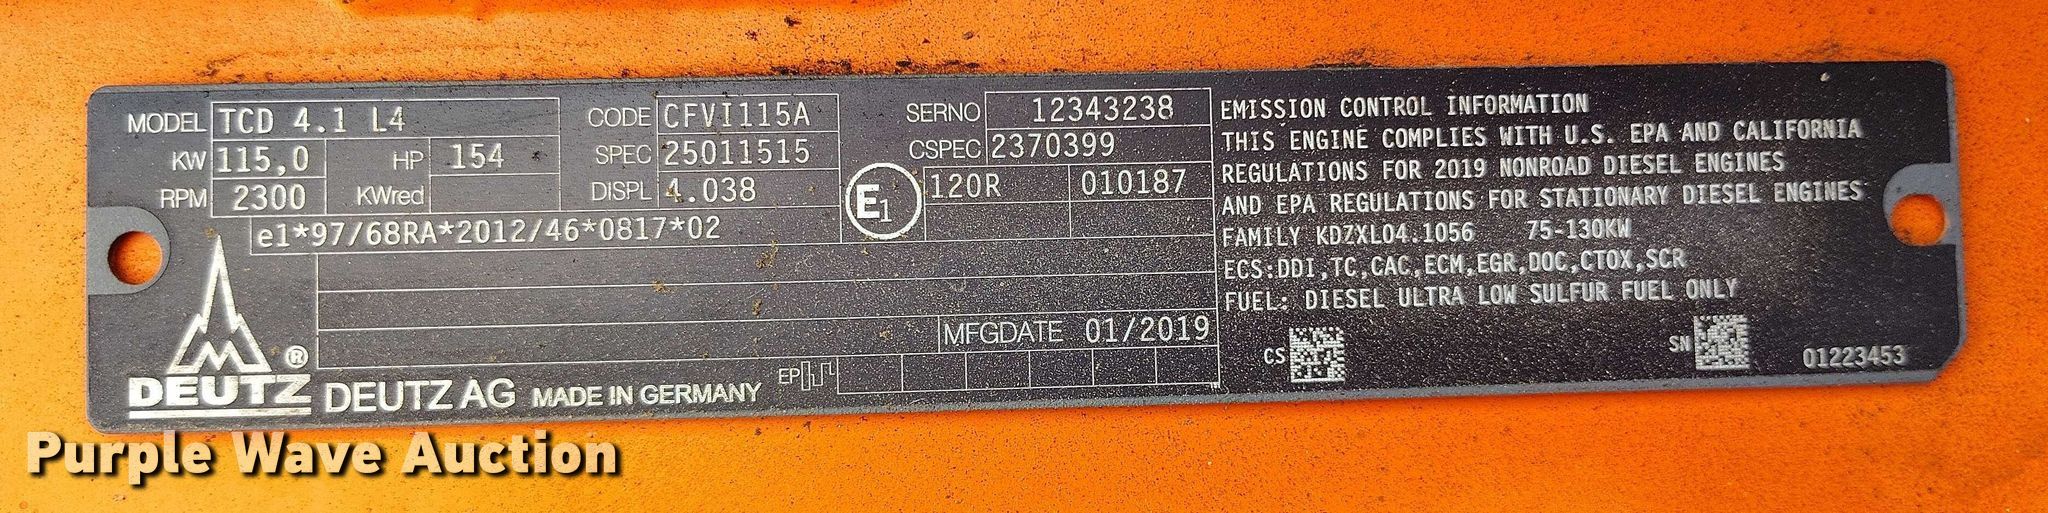 MODEL TCD 4.1 L4 CODE CFVI115A SERNO 12343238
KW 115,0 HP 154 SPEC 25011515 CSPEC 2370399
RPM 2300 KWred DISPL 4.038 E1 120R 010187
e1*97/68RA*2012/46*0817*02
MFGDATE 01/2019
EP
DEUTZ ® DEUTZ AG MADE IN GERMANY
EMISSION CONTROL INFORMATION
THIS ENGINE COMPLIES WITH U.S. EPA AND CALIFORNIA
REGULATIONS FOR 2019 NONROAD DIESEL ENGINES
AND EPA REGULATIONS FOR STATIONARY DIESEL ENGINES
FAMILY KDZXL04.1056 75-130KW
ECS:DDI,TC,CAC,ECM,EGR,DOC,CTOX,SCR
FUEL: DIESEL ULTRA LOW SULFUR FUEL ONLY
CS SN 01223453
Purple Wave Auction